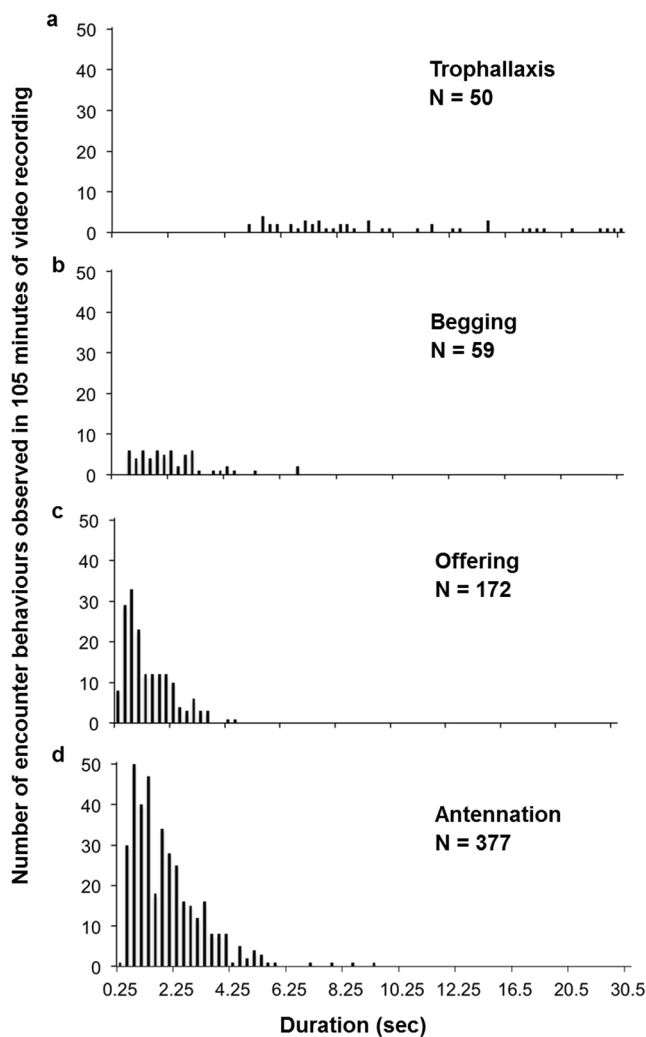 Number of encounter behaviours observed in 105 minutes of video recording
a
50
40
30
20
10
0
Trophallaxis
N = 50
b
50
40
30
20
10
0
Begging
N = 59
c
50
40
30
20
10
0
Offering
N = 172
d
50
40
30
20
10
0
Antennation
N = 377
0.25 2.25 4.25 6.25 8.25 10.25 12.25 16.5 20.5 30.5
Duration (sec)